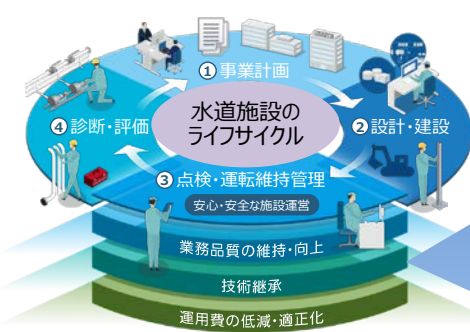 ①事業計画
水道施設の
ライフサイクル
④診断・評価
②設計・建設
③点検・運転維持管理
安心・安全な施設運営
業務品質の維持・向上
技術継承
運用費の低減・適正化